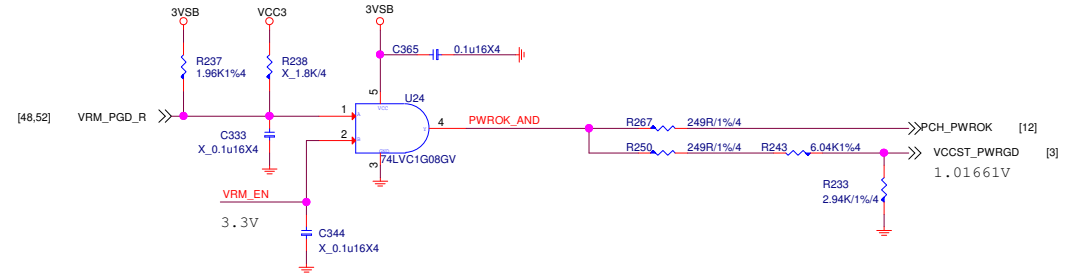 3VSB
VCC3
3VSB
R237
1.96K1%4
R238
X_1.8K/4
C365
0.1u16X4
5
VCC
U24
[48,52]
VRM_PGD_R
1
A
2
B
Y
4
PWROK_AND
GND
3
74LVC1G08GV
C333
X_0.1u16X4
R267
249R/1%/4
PCH_PWROK
[12]
R250
249R/1%/4
R243
6.04K1%4
VCCST_PWRGD
[3]
1.01661V
R233
2.94K/1%/4
VRM_EN
3.3V
C344
X_0.1u16X4